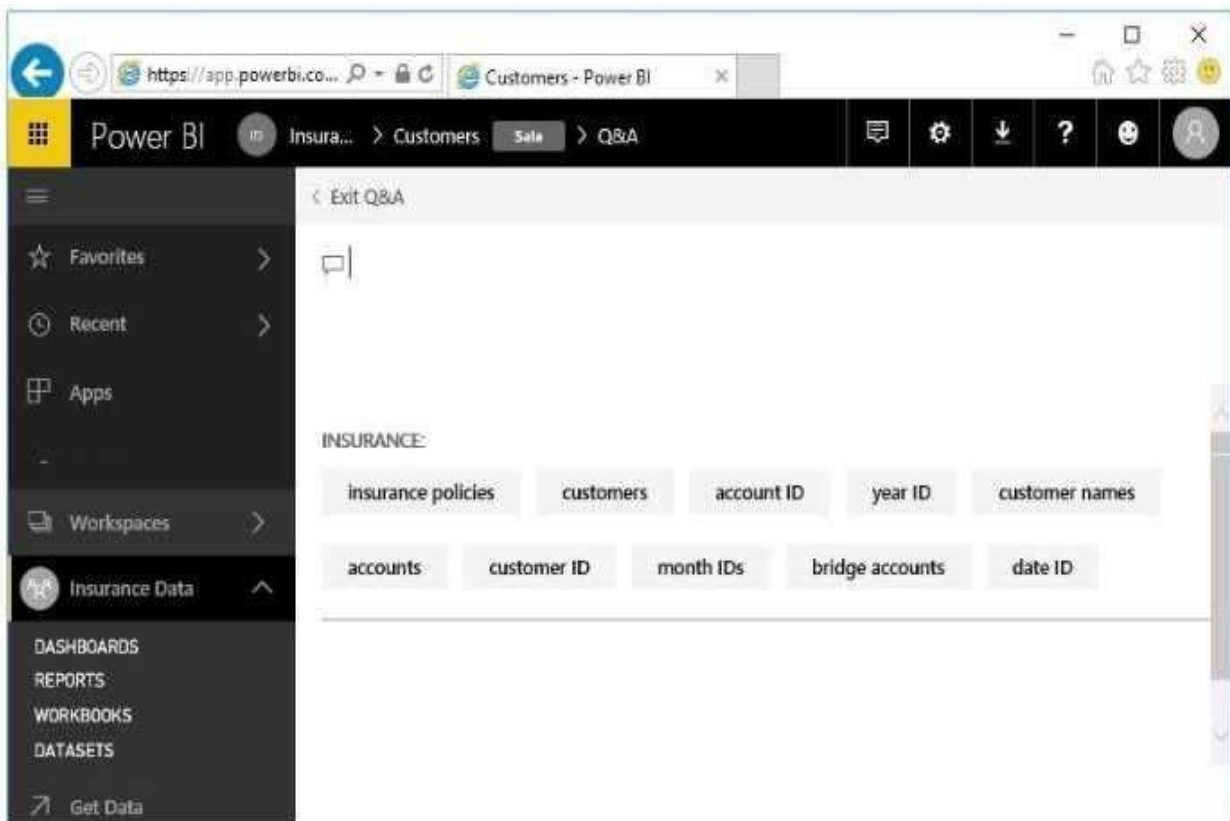 https://app.powerbi.co... Customers - Power BI
Power BI in Insura... > Customers Sale > Q&A ?
< Exit Q&A
Favorites
Recent
Apps
INSURANCE:
insurance policies customers account ID year ID customer names
Workspaces
accounts customer ID month IDs bridge accounts date ID
Insurance Data
DASHBOARDS
REPORTS
WORKBOOKS
DATASETS
Get Data